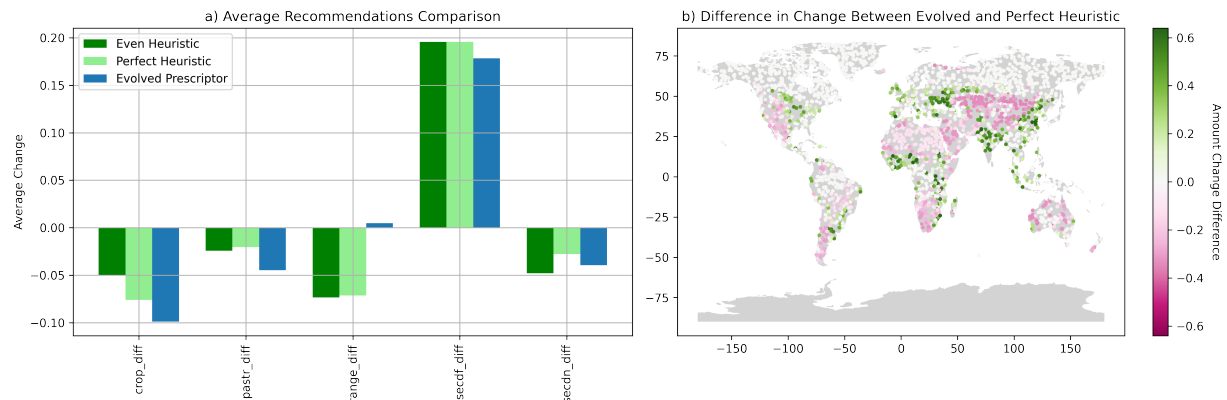 a) Average Recommendations Comparison
0.20
0.15
0.10
0.05
0.00
−0.05
−0.10
Average Change
Even Heuristic
Perfect Heuristic
Evolved Prescriptor
crop_diff
pastr_diff
range_diff
secdf_diff
secdn_diff
b) Difference in Change Between Evolved and Perfect Heuristic
75
50
25
0
−25
−50
−75
−150
−100
−50
0
50
100
150
0.6
0.4
0.2
0.0
−0.2
−0.4
−0.6
Amount Change Difference